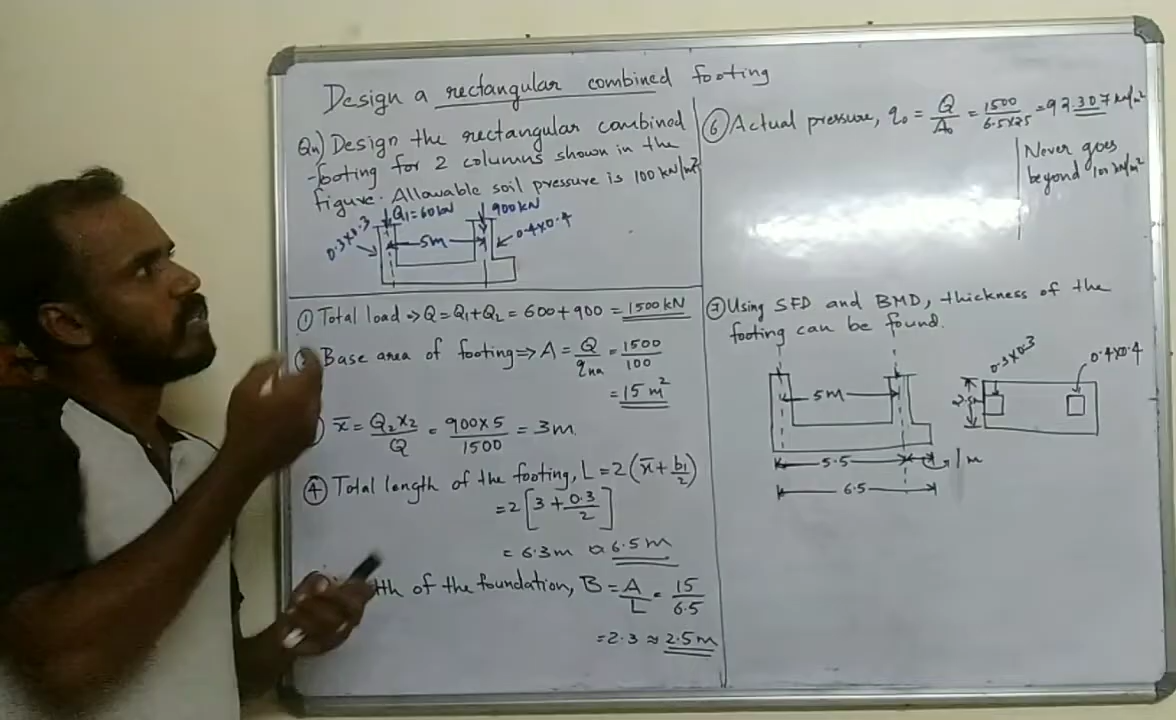 Design a rectangular combined footing
Qn) Design the rectangular combined
footing for 2 columns shown in the
figure. Allowable soil pressure is 100 kN/m²
Q1=60kN
900KN
0.3x0.3
5m
0.4x0.4
① Total load → Q = Q1+Q2 = 600+900 = 1500 kN
Base area of footing ⇒ A = Q/qna = 1500/100
= 15 m²
x̄ = Q2x2/Q = 900×5/1500 = 3m
④ Total length of the footing, L = 2(x̄ + b1/2)
= 2[3 + 0.3/2]
= 6.3m ≈ 6.5m
of the foundation, B = A/L = 15/6.5
= 2.3 ≈ 2.5m
⑥ Actual pressure, q0 = Q/A0 = 1500/6.5x25 = 92.307 kN/m²
Never goes
beyond 100 kN/m²
⑦ Using SFD and BMD, thickness of the
footing can be found.
0.3x0.3
0.4x0.4
5M
2.5m
5.5
1m
6.5